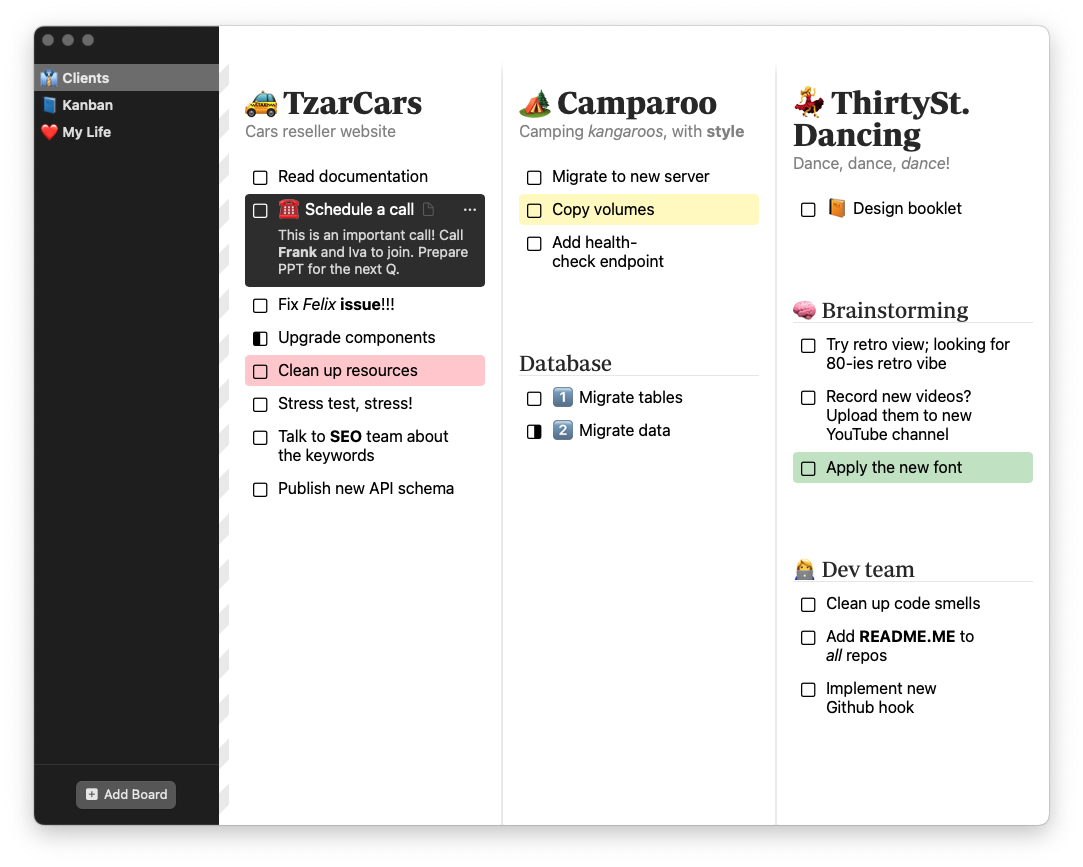 Clients
Kanban
My Life
Add Board
TzarCars
Cars reseller website
Read documentation
Schedule a call
This is an important call! Call
Frank and Iva to join. Prepare
PPT for the next Q.
Fix Felix issue!!!
Upgrade components
Clean up resources
Stress test, stress!
Talk to SEO team about
the keywords
Publish new API schema
Camparoo
Camping kangaroos, with style
Migrate to new server
Copy volumes
Add health-
check endpoint
Database
1 Migrate tables
2 Migrate data
ThirtySt.
Dancing
Dance, dance, dance!
Design booklet
Brainstorming
Try retro view; looking for
80-ies retro vibe
Record new videos?
Upload them to new
YouTube channel
Apply the new font
Dev team
Clean up code smells
Add README.ME to
all repos
Implement new
Github hook